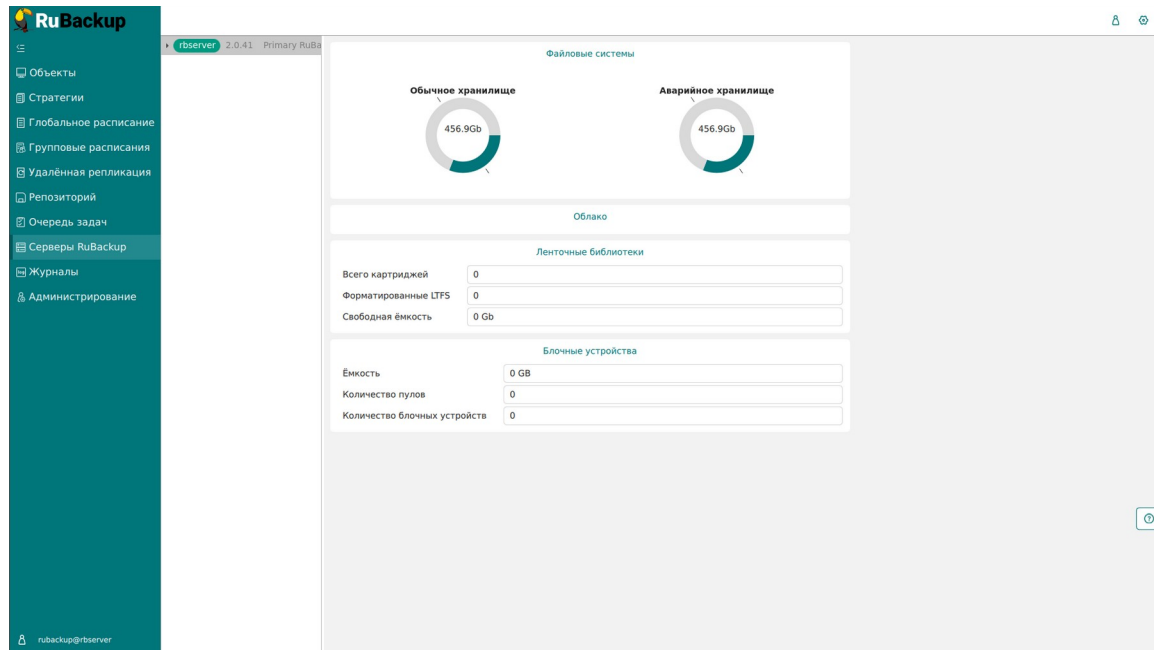 RuBackup
Объекты
Стратегии
Глобальное расписание
Групповые расписания
Удалённая репликация
Репозиторий
Очередь задач
Серверы RuBackup
Журналы
Администрирование
rubackup@rbserver
rbserver 2.0.41 Primary RuBa
Файловые системы
Обычное хранилище
Аварийное хранилище
456.9Gb
456.9Gb
Облако
Ленточные библиотеки
Всего картриджей 0
Форматированные LTFS 0
Свободная ёмкость 0 Gb
Блочные устройства
Ёмкость 0 GB
Количество пулов 0
Количество блочных устройств 0